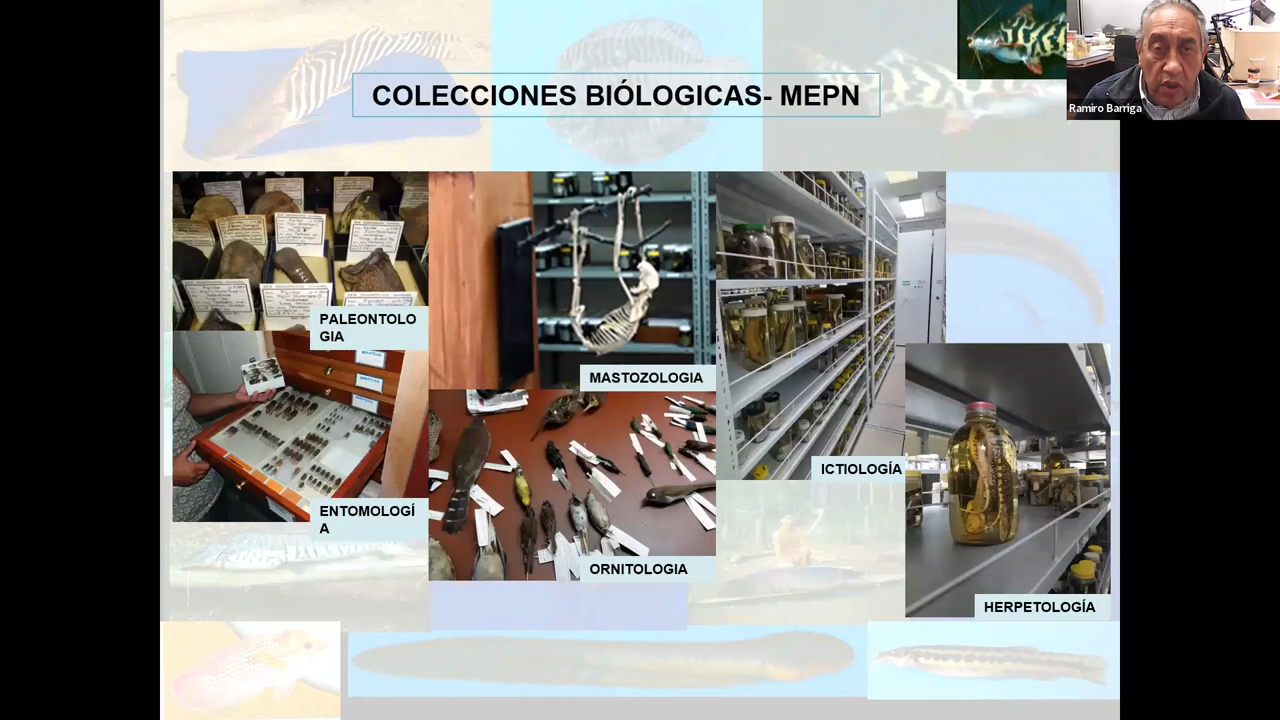 COLECCIONES BIÓLOGICAS- MEPN
Ramiro Barriga
PALEONTOLO
GIA
MASTOZOLOGIA
ICTIOLOGÍA
ENTOMOLOGÍ
A
ORNITOLOGIA
HERPETOLOGÍA